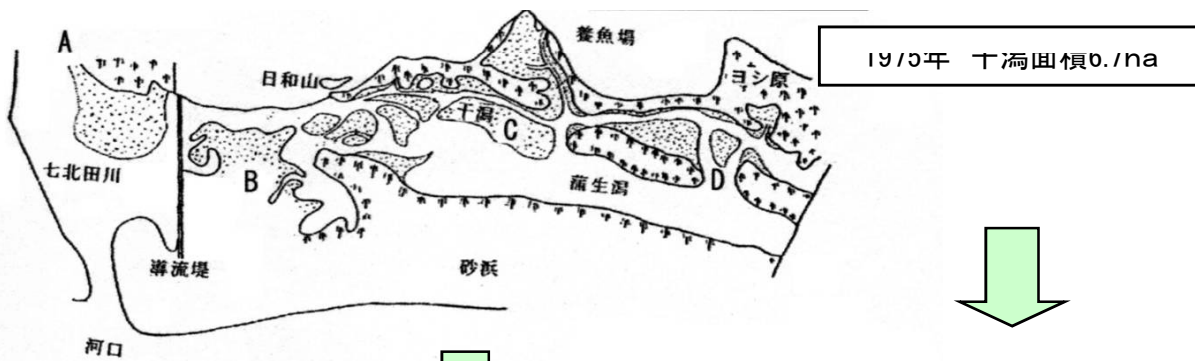 A
養魚場
1975年 干潟面積6.7ha
日和山
ヨシ原
干潟
C
七北田川
B
蒲生潟
D
導流堤
砂浜
河口